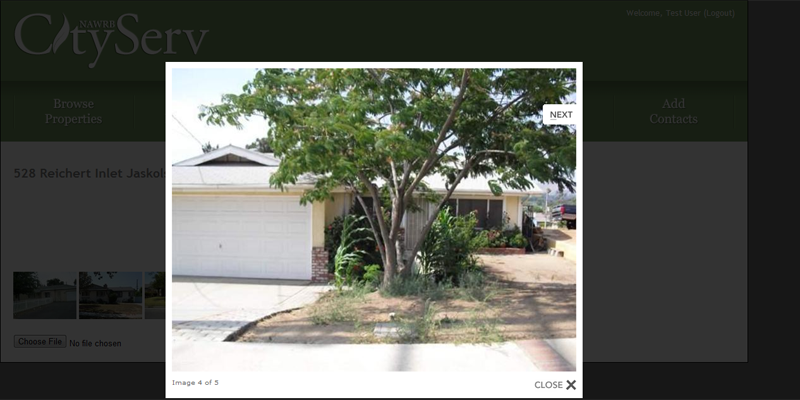 NAWRB
CityServ
Welcome, Test User (Logout)
Browse
Properties
Add
Contacts
528 Reichert Inlet
NEXT
Choose File No file chosen
Image 4 of 5
CLOSE